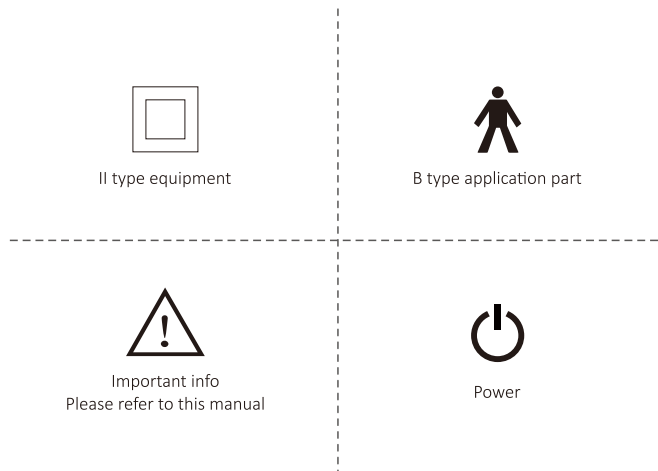 II type equipment
B type application part
Important info
Please refer to this manual
Power